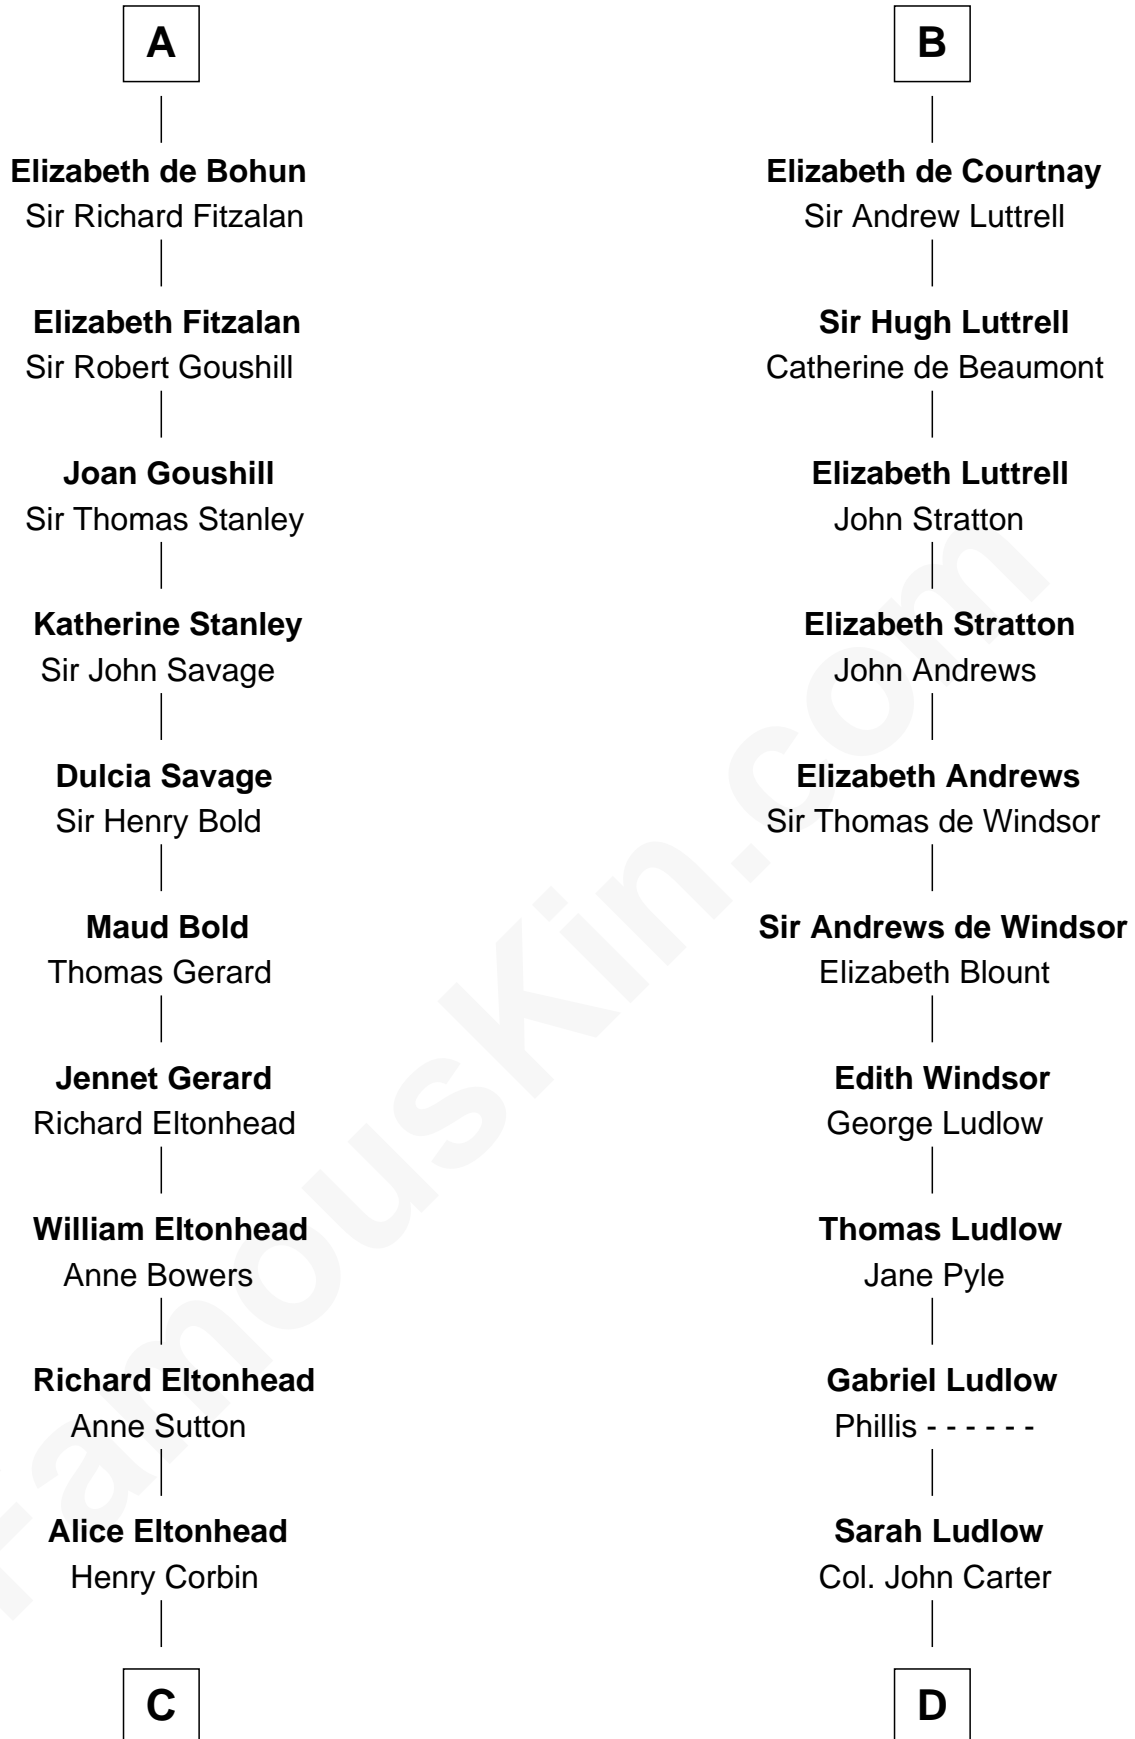 A
Elizabeth de Bohun
Sir Richard Fitzalan
Elizabeth Fitzalan
Sir Robert Goushill
Joan Goushill
Sir Thomas Stanley
Katherine Stanley
Sir John Savage
Dulcia Savage
Sir Henry Bold
Maud Bold
Thomas Gerard
Jennet Gerard
Richard Eltonhead
William Eltonhead
Anne Bowers
Richard Eltonhead
Anne Sutton
Alice Eltonhead
Henry Corbin
C
B
Elizabeth de Courtnay
Sir Andrew Luttrell
Sir Hugh Luttrell
Catherine de Beaumont
Elizabeth Luttrell
John Stratton
Elizabeth Stratton
John Andrews
Elizabeth Andrews
Sir Thomas de Windsor
Sir Andrews de Windsor
Elizabeth Blount
Edith Windsor
George Ludlow
Thomas Ludlow
Jane Pyle
Gabriel Ludlow
Phillis - - - - - -
Sarah Ludlow
Col. John Carter
D
FamousKin.com